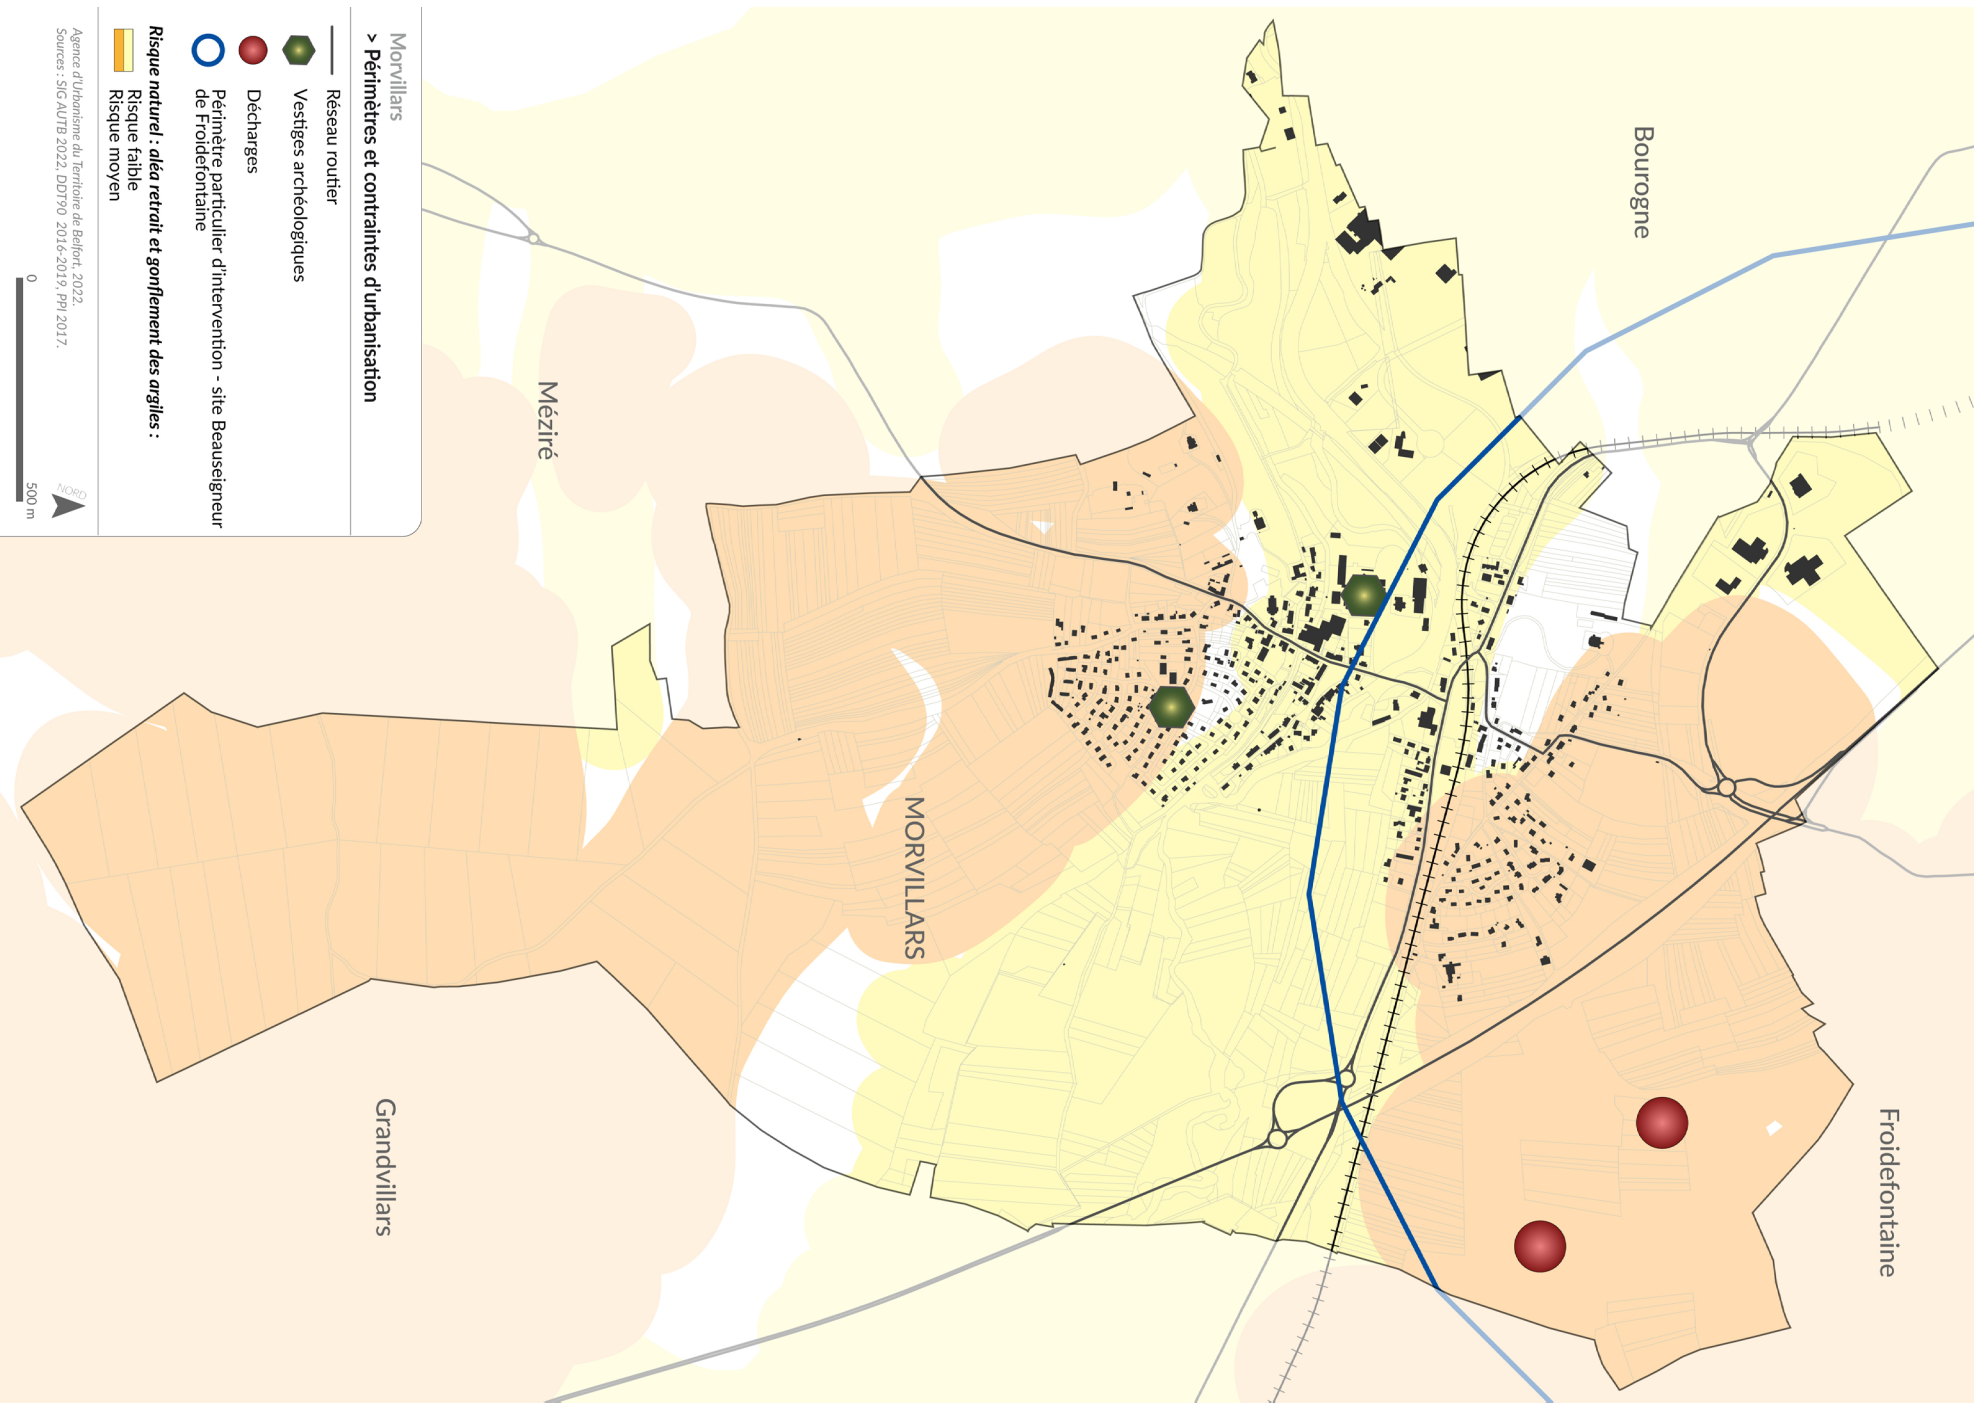 Morvillars
> Périmètres et contraintes d'urbanisation
Réseau routier
Vestiges archéologiques
Décharges
Périmètre particulier d'intervention - site Beauseigneur
de Froidefontaine
Risque naturel : aléa retrait et gonflement des argiles :
Risque faible
Risque moyen
Agence d'Urbanisme du Territoire de Belfort, 2022.
Sources : SIG AUTB 2022, DDT90 2016-2019, PPI 2017.
0
500 m
NORD
Bourogne
Froidefontaine
Méziré
MORVILLARS
Grandvillars